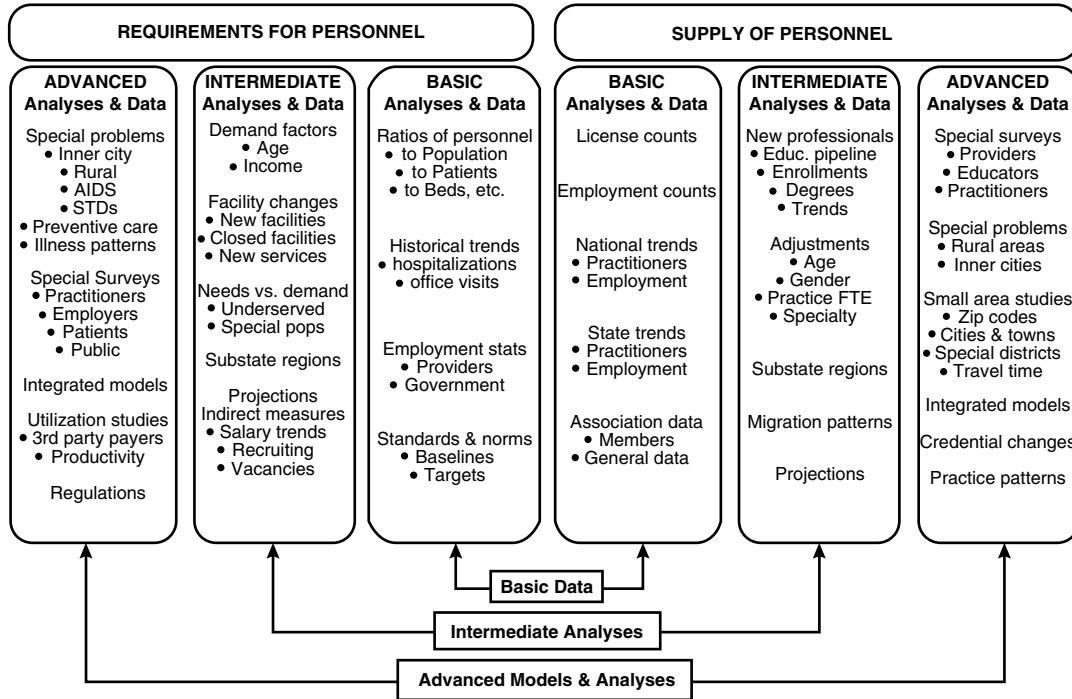 REQUIREMENTS FOR PERSONNEL
SUPPLY OF PERSONNEL
ADVANCED
Analyses & Data
Special problems
• Inner city
• Rural
• AIDS
• STDs
• Preventive care
• Illness patterns
Special Surveys
• Practitioners
• Employers
• Patients
• Public
Integrated models
Utilization studies
• 3rd party payers
• Productivity
Regulations
INTERMEDIATE
Analyses & Data
Demand factors
• Age
• Income
Facility changes
• New facilities
• Closed facilities
• New services
Needs vs. demand
• Underserved
• Special pops
Substate regions
Projections
Indirect measures
• Salary trends
• Recruiting
• Vacancies
BASIC
Analyses & Data
Ratios of personnel
• to Population
• to Patients
• to Beds, etc.
Historical trends
• hospitalizations
• office visits
Employment stats
• Providers
• Government
Standards & norms
• Baselines
• Targets
BASIC
Analyses & Data
License counts
Employment counts
National trends
• Practitioners
• Employment
State trends
• Practitioners
• Employment
Association data
• Members
• General data
INTERMEDIATE
Analyses & Data
New professionals
• Educ. pipeline
• Enrollments
• Degrees
• Trends
Adjustments
• Age
• Gender
• Practice FTE
• Specialty
Substate regions
Migration patterns
Projections
ADVANCED
Analyses & Data
Special surveys
• Providers
• Educators
• Practitioners
Special problems
• Rural areas
• Inner cities
Small area studies
• Zip codes
• Cities & towns
• Special districts
• Travel time
Integrated models
Credential changes
Practice patterns
Basic Data
Intermediate Analyses
Advanced Models & Analyses